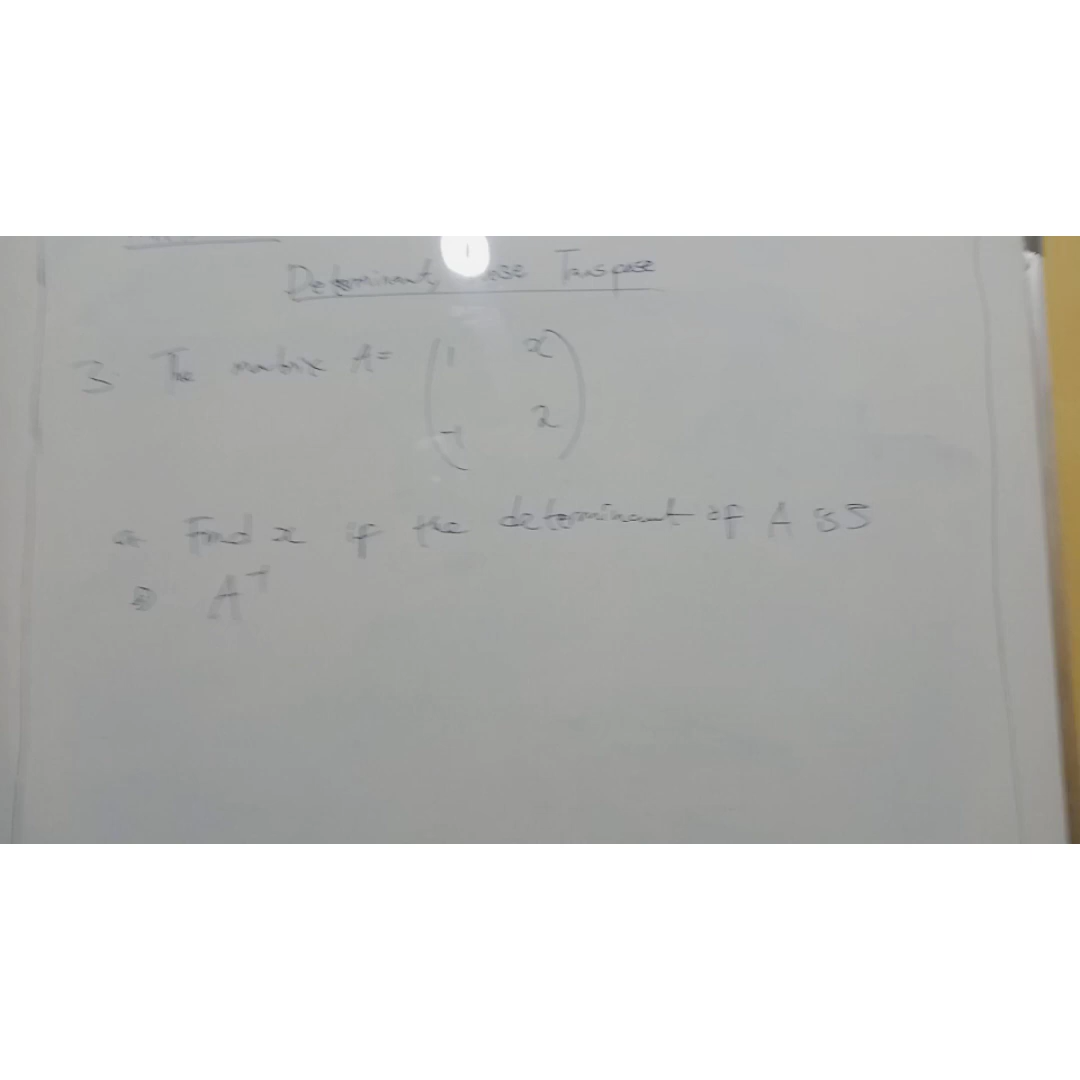 Determinant, Transpose
3. The matrix A= ( 1 x
-1 2 )
a Find x if the determinant of A is 5
A⁻¹